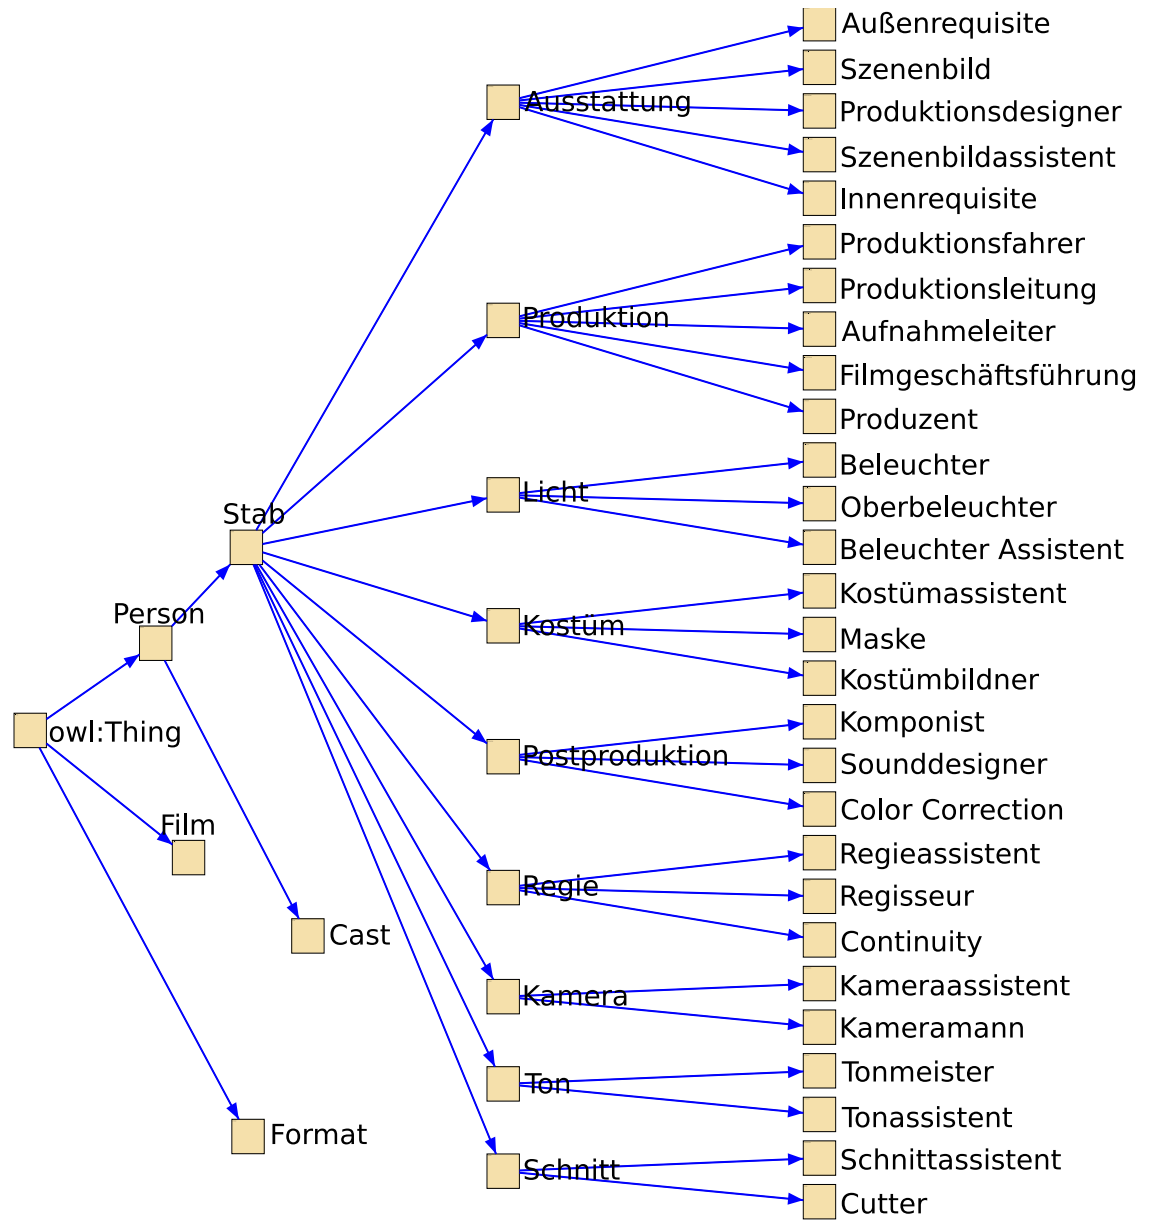 owl:Thing
Person
Film
Format
Stab
Cast
Ausstattung
Außenrequisite
Szenenbild
Produktionsdesigner
Szenenbildassistent
Innenrequisite
Produktion
Produktionsfahrer
Produktionsleitung
Aufnahmeleiter
Filmgeschäftsführung
Produzent
Licht
Beleuchter
Oberbeleuchter
Beleuchter Assistent
Kostüm
Kostümassistent
Maske
Kostümbildner
Postproduktion
Komponist
Sounddesigner
Color Correction
Regie
Regieassistent
Regisseur
Continuity
Kamera
Kameraassistent
Kameramann
Ton
Tonmeister
Tonassistent
Schnitt
Schnittassistent
Cutter